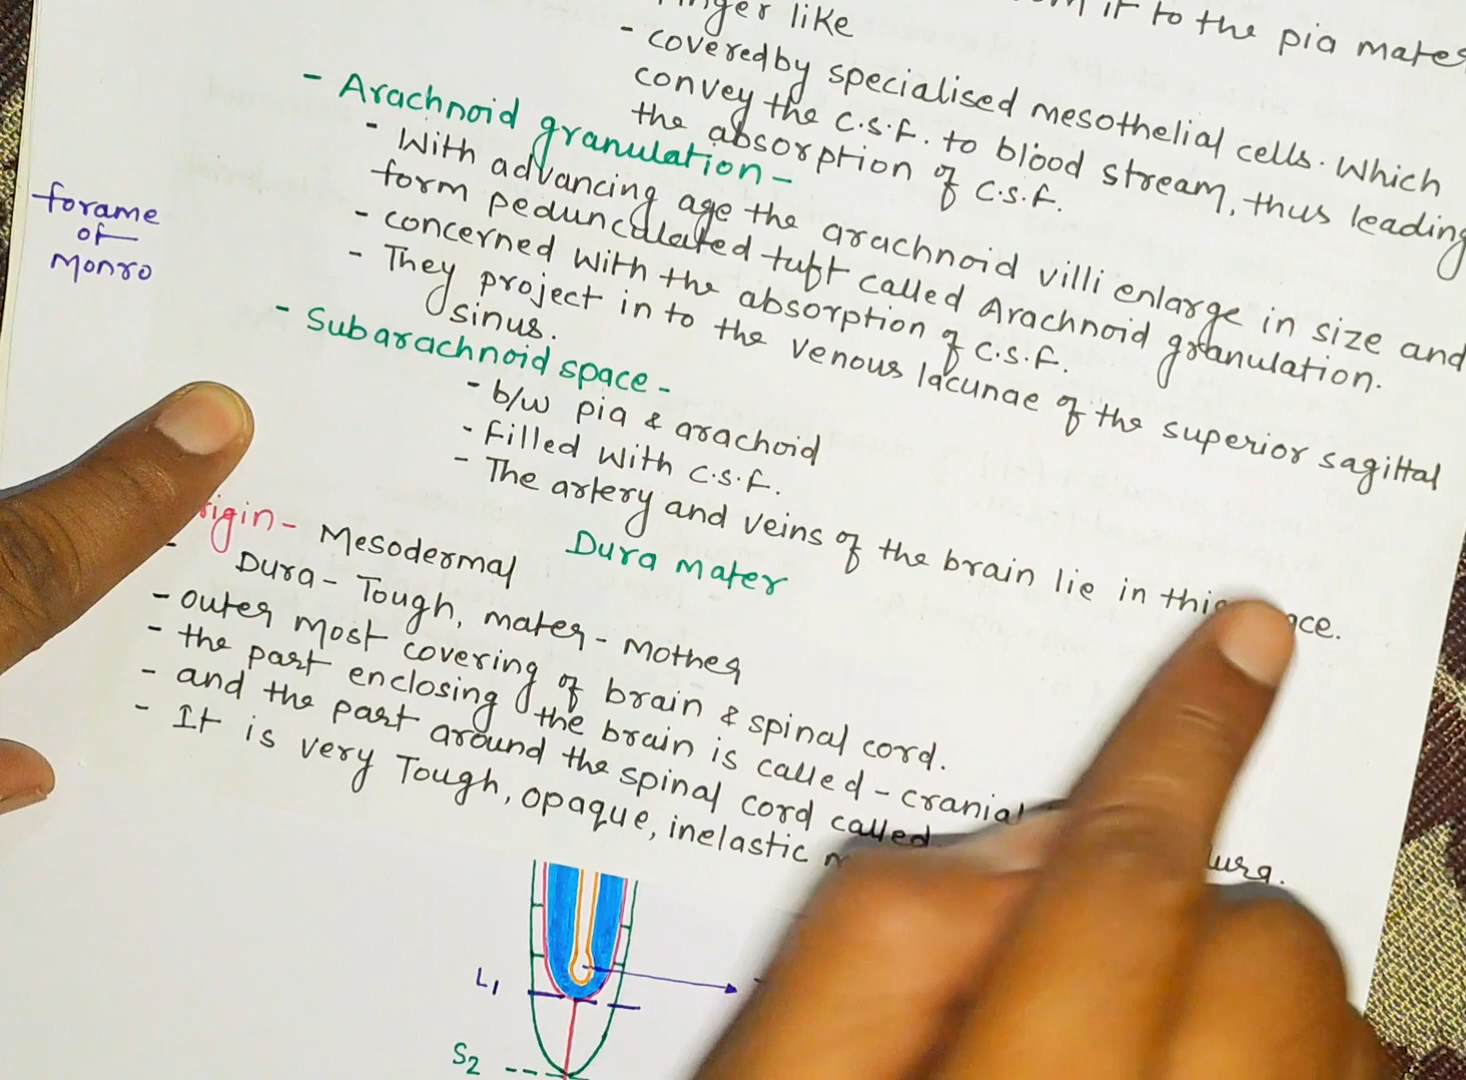 it to the pia mater
like
- covered by specialised mesothelial cells. Which
convey the c.s.f. to blood stream, thus leading
the absorption of c.s.f.
- Arachnoid granulation -
- With advancing age the arachnoid villi enlarge in size and
form pedunculated tuft called Arachnoid granulation.
- concerned with the absorption of c.s.f.
- They project in to the venous lacunae of the superior sagittal
sinus.
forame
of
Monro
- Subarachnoid space -
- b/w pia & arachoid
- filled with c.s.f.
- The artery and veins of the brain lie in
Dura mater
- Mesodermal
- Dura - Tough, mater - mother
- outer most covering of brain & spinal cord.
- the part enclosing the brain is called - cranial
- and the part around the spinal cord called dura.
- It is very Tough, opaque, inelastic
L1
S2